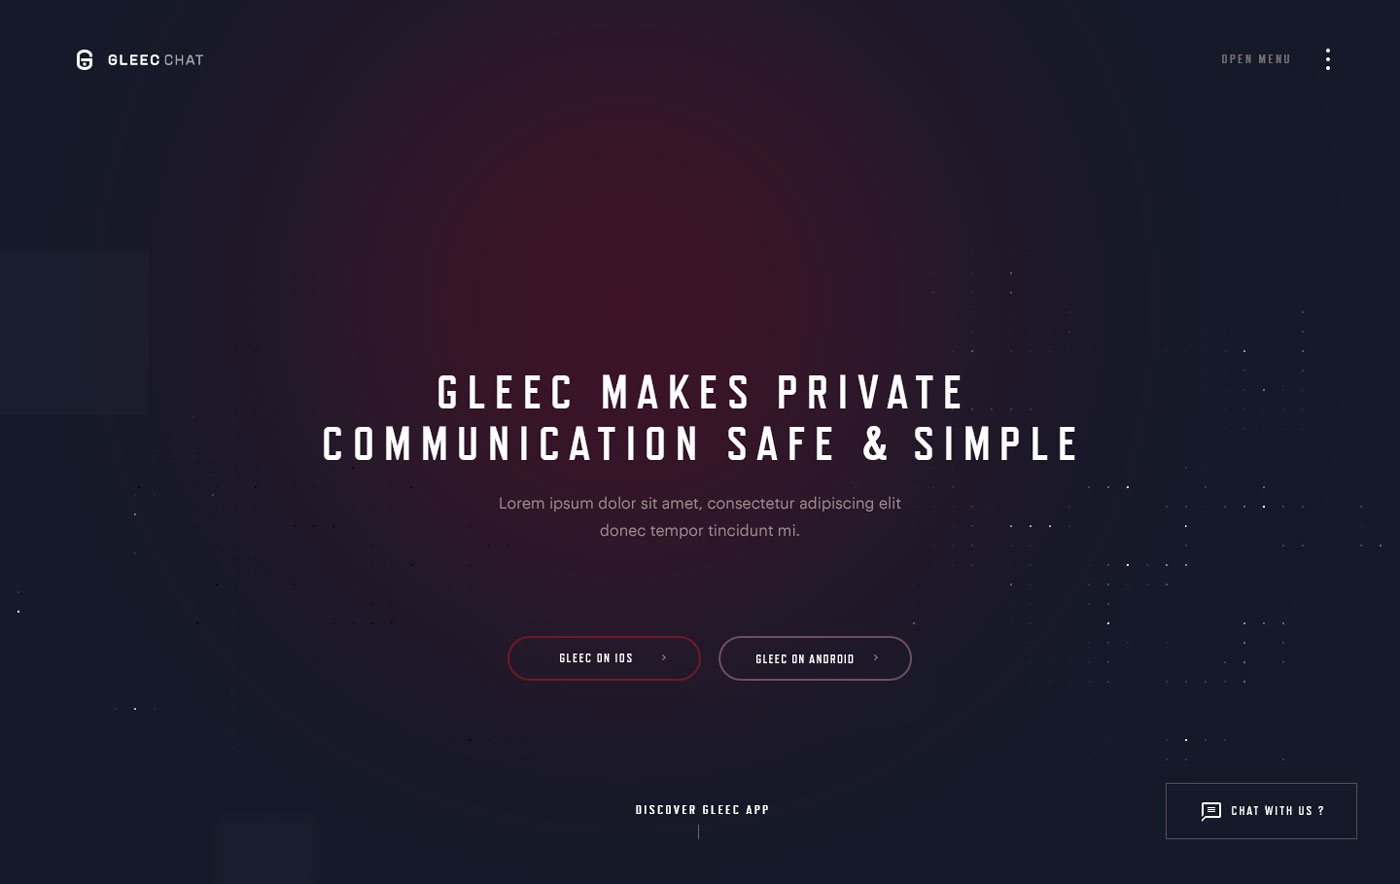 GLEEC CHAT
OPEN MENU
GLEEC MAKES PRIVATE
COMMUNICATION SAFE & SIMPLE
Lorem ipsum dolor sit amet, consectetur adipiscing elit
donec tempor tincidunt mi.
GLEEC ON IOS
GLEEC ON ANDROID
DISCOVER GLEEC APP
CHAT WITH US ?